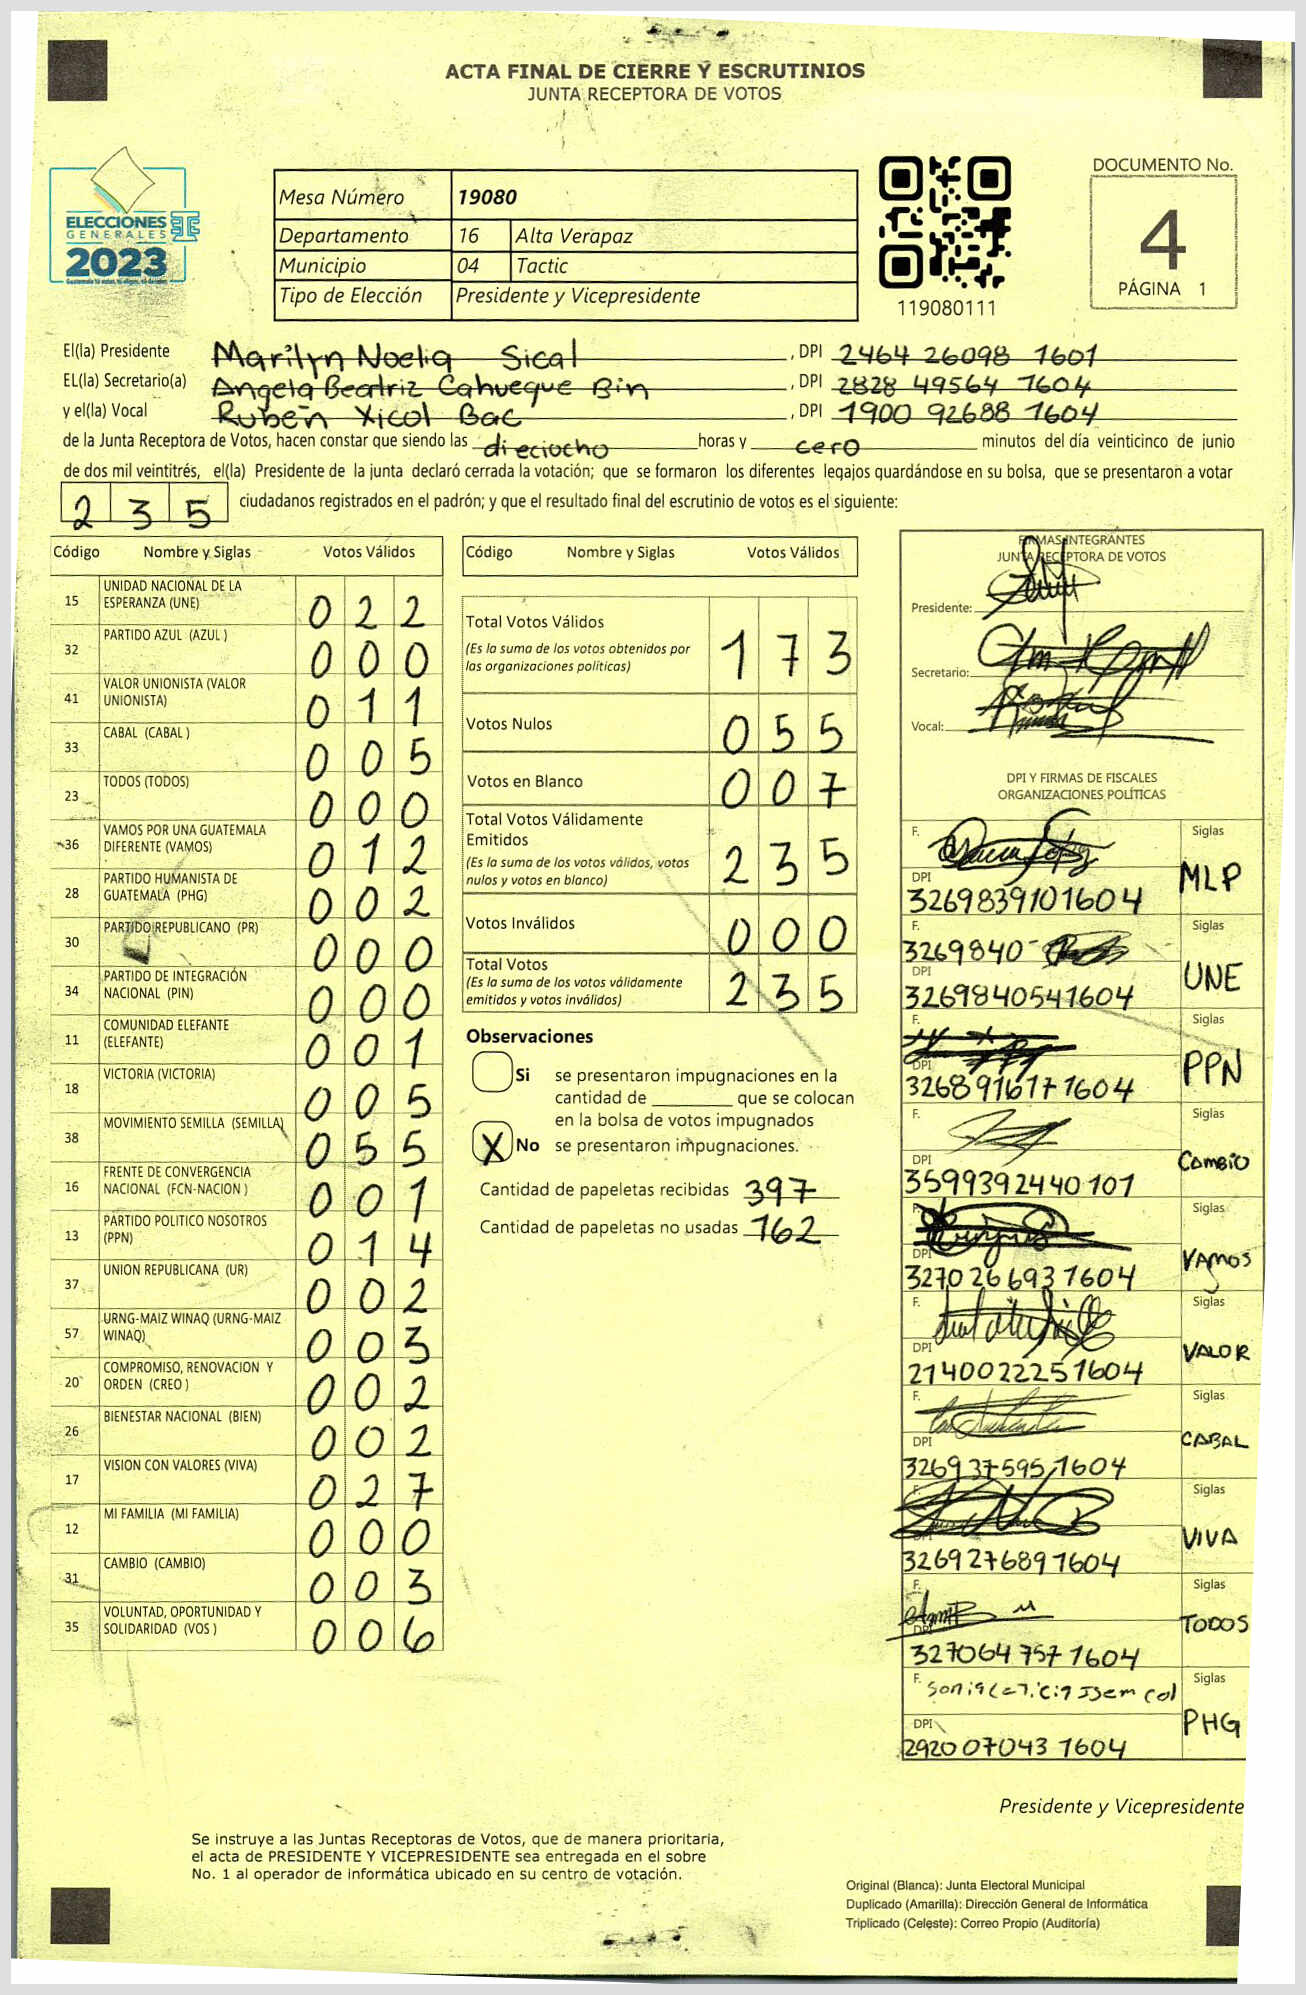 ACTA FINAL DE CIERRE Y ESCRUTINIOS
JUNTA RECEPTORA DE VOTOS
ELECCIONES
GENERALES
2023
Mesa Número 19080
Departamento 16 Alta Verapaz
Municipio 04 Tactic
Tipo de Elección Presidente y Vicepresidente
119080111
DOCUMENTO No.
4
PÁGINA 1
El(la) Presidente Marilyn Noelia Sical , DPI 2464 26098 1601
EL(la) Secretario(a) Angela Beatriz Cahueque Bin , DPI 2828 49564 1604
y el(la) Vocal Rubén Xicol Bac , DPI 1900 92688 1604
de la Junta Receptora de Votos, hacen constar que siendo las dieciocho horas y cero minutos del día veinticinco de junio
de dos mil veintitrés, el(la) Presidente de la junta declaró cerrada la votación; que se formaron los diferentes legajos guardándose en su bolsa, que se presentaron a votar
2 3 5 ciudadanos registrados en el padrón; y que el resultado final del escrutinio de votos es el siguiente:
Código Nombre y Siglas Votos Válidos
15 UNIDAD NACIONAL DE LA
ESPERANZA (UNE) 0 2 2
32 PARTIDO AZUL (AZUL ) 0 0 0
41 VALOR UNIONISTA (VALOR
UNIONISTA) 0 1 1
33 CABAL (CABAL ) 0 0 5
23 TODOS (TODOS) 0 0 0
36 VAMOS POR UNA GUATEMALA
DIFERENTE (VAMOS) 0 1 2
28 PARTIDO HUMANISTA DE
GUATEMALA (PHG) 0 0 2
30 PARTIDO REPUBLICANO (PR) 0 0 0
34 PARTIDO DE INTEGRACIÓN
NACIONAL (PIN) 0 0 0
11 COMUNIDAD ELEFANTE
(ELEFANTE) 0 0 1
18 VICTORIA (VICTORIA) 0 0 5
38 MOVIMIENTO SEMILLA (SEMILLA) 0 5 5
16 FRENTE DE CONVERGENCIA
NACIONAL (FCN-NACION ) 0 0 1
13 PARTIDO POLITICO NOSOTROS
(PPN) 0 1 4
37 UNION REPUBLICANA (UR) 0 0 2
57 URNG-MAIZ WINAQ (URNG-MAIZ
WINAQ) 0 0 3
20 COMPROMISO, RENOVACION Y
ORDEN (CREO ) 0 0 2
26 BIENESTAR NACIONAL (BIEN) 0 0 2
17 VISION CON VALORES (VIVA) 0 2 7
12 MI FAMILIA (MI FAMILIA) 0 0 0
31 CAMBIO (CAMBIO) 0 0 3
35 VOLUNTAD, OPORTUNIDAD Y
SOLIDARIDAD (VOS ) 0 0 6
Código Nombre y Siglas Votos Válidos
Total Votos Válidos
(Es la suma de los votos obtenidos por
las organizaciones políticas) 1 7 3
Votos Nulos 0 5 5
Votos en Blanco 0 0 7
Total Votos Válidamente
Emitidos
(Es la suma de los votos válidos, votos
nulos y votos en blanco) 2 3 5
Votos Inválidos 0 0 0
Total Votos
(Es la suma de los votos válidamente
emitidos y votos inválidos) 2 3 5
Observaciones
Si se presentaron impugnaciones en la
cantidad de ________ que se colocan
en la bolsa de votos impugnados
X No se presentaron impugnaciones.
Cantidad de papeletas recibidas 397
Cantidad de papeletas no usadas 162
FIRMAS INTEGRANTES
JUNTA RECEPTORA DE VOTOS
Presidente:
Secretario:
Vocal:
DPI Y FIRMAS DE FISCALES
ORGANIZACIONES POLÍTICAS
F. Siglas
DPI MLP
3269839101604
F. Siglas
3269840
DPI UNE
3269840541604
F. Siglas
DPI PPN
3268916171604
F. Siglas
DPI Cambio
3599392440101
F. Siglas
DPI VAMOS
3270266931604
F. Siglas
DPI VALOR
2140022251604
F. Siglas
DPI CABAL
3269375951604
F. Siglas
DPI VIVA
3269276891604
F. Siglas
DPI TODOS
3270647571604
F. Siglas
DPI PHG
2920070431604
Presidente y Vicepresidente
Se instruye a las Juntas Receptoras de Votos, que de manera prioritaria,
el acta de PRESIDENTE Y VICEPRESIDENTE sea entregada en el sobre
No. 1 al operador de informática ubicado en su centro de votación.
Original (Blanca): Junta Electoral Municipal
Duplicado (Amarilla): Dirección General de Informática
Triplicado (Celeste): Correo Propio (Auditoría)